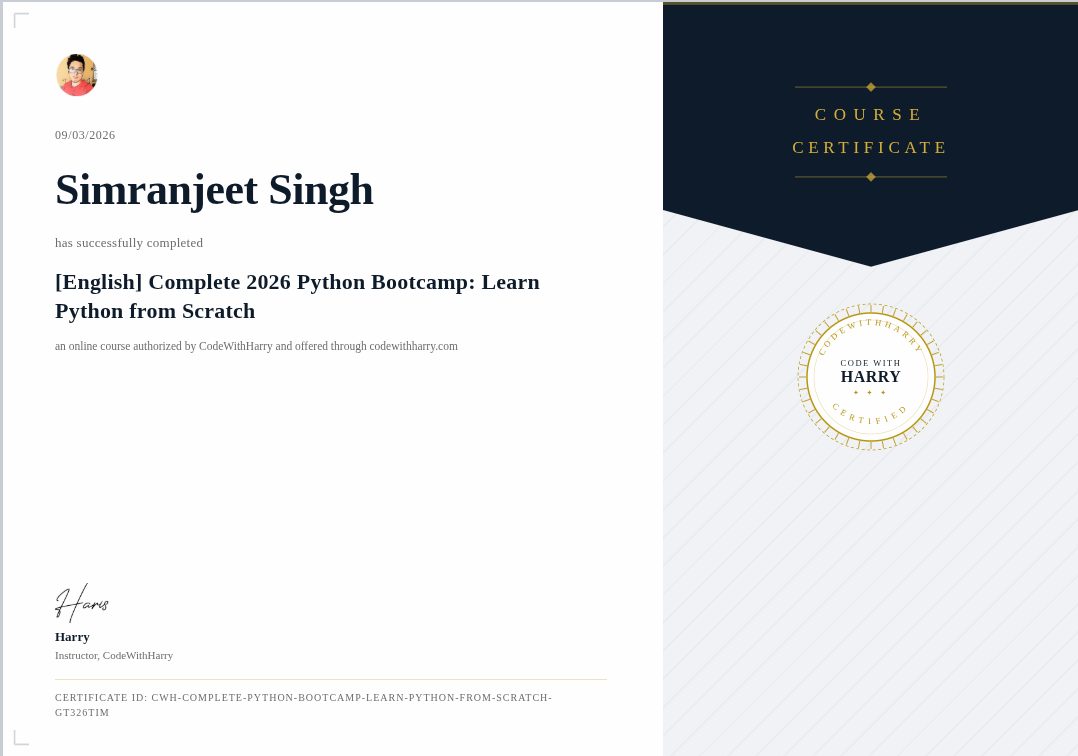 09/03/2026
Simranjeet Singh
has successfully completed
[English] Complete 2026 Python Bootcamp: Learn
Python from Scratch
an online course authorized by CodeWithHarry and offered through codewithharry.com
Haris
Harry
Instructor, CodeWithHarry
CERTIFICATE ID: CWH-COMPLETE-PYTHON-BOOTCAMP-LEARN-PYTHON-FROM-SCRATCH-
GT326TIM
COURSE
CERTIFICATE
CODEWITHHARRY
CODE WITH
HARRY
CERTIFIED